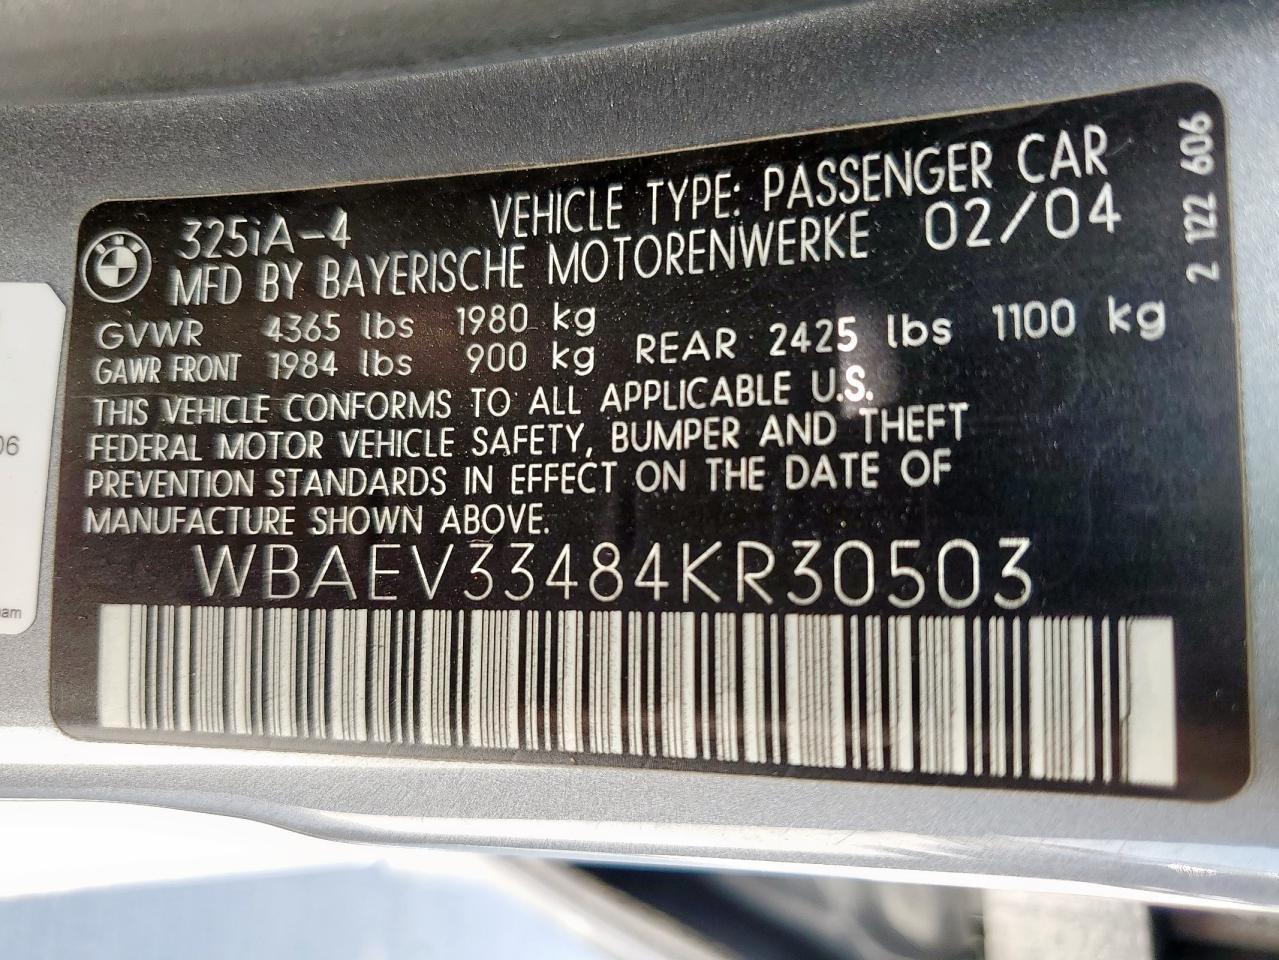 325iA-4 VEHICLE TYPE: PASSENGER CAR
MFD BY BAYERISCHE MOTORENWERKE 02/04
GVWR 4365 lbs 1980 kg
GAWR FRONT 1984 lbs 900 kg REAR 2425 lbs 1100 kg
THIS VEHICLE CONFORMS TO ALL APPLICABLE U.S.
FEDERAL MOTOR VEHICLE SAFETY, BUMPER AND THEFT
PREVENTION STANDARDS IN EFFECT ON THE DATE OF
MANUFACTURE SHOWN ABOVE.
WBAEV33484KR30503
2 122 606
06